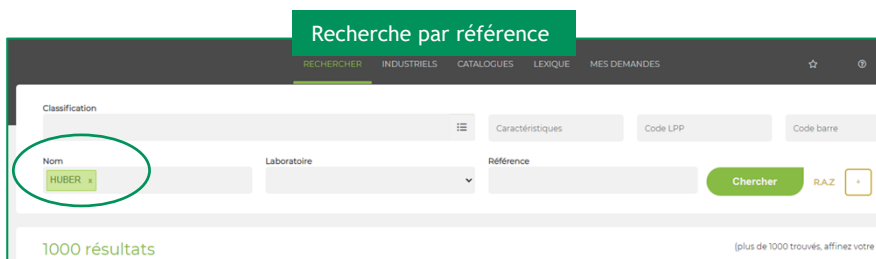 Recherche par référence
RECHERCHER INDUSTRIELS CATALOGUES LEXIQUE MES DEMANDES
Classification
Caractéristiques Code LPP Code barre
Nom Laboratoire Référence
HUBER x Chercher R.A.Z +
1000 résultats (plus de 1000 trouvés, affinez votre